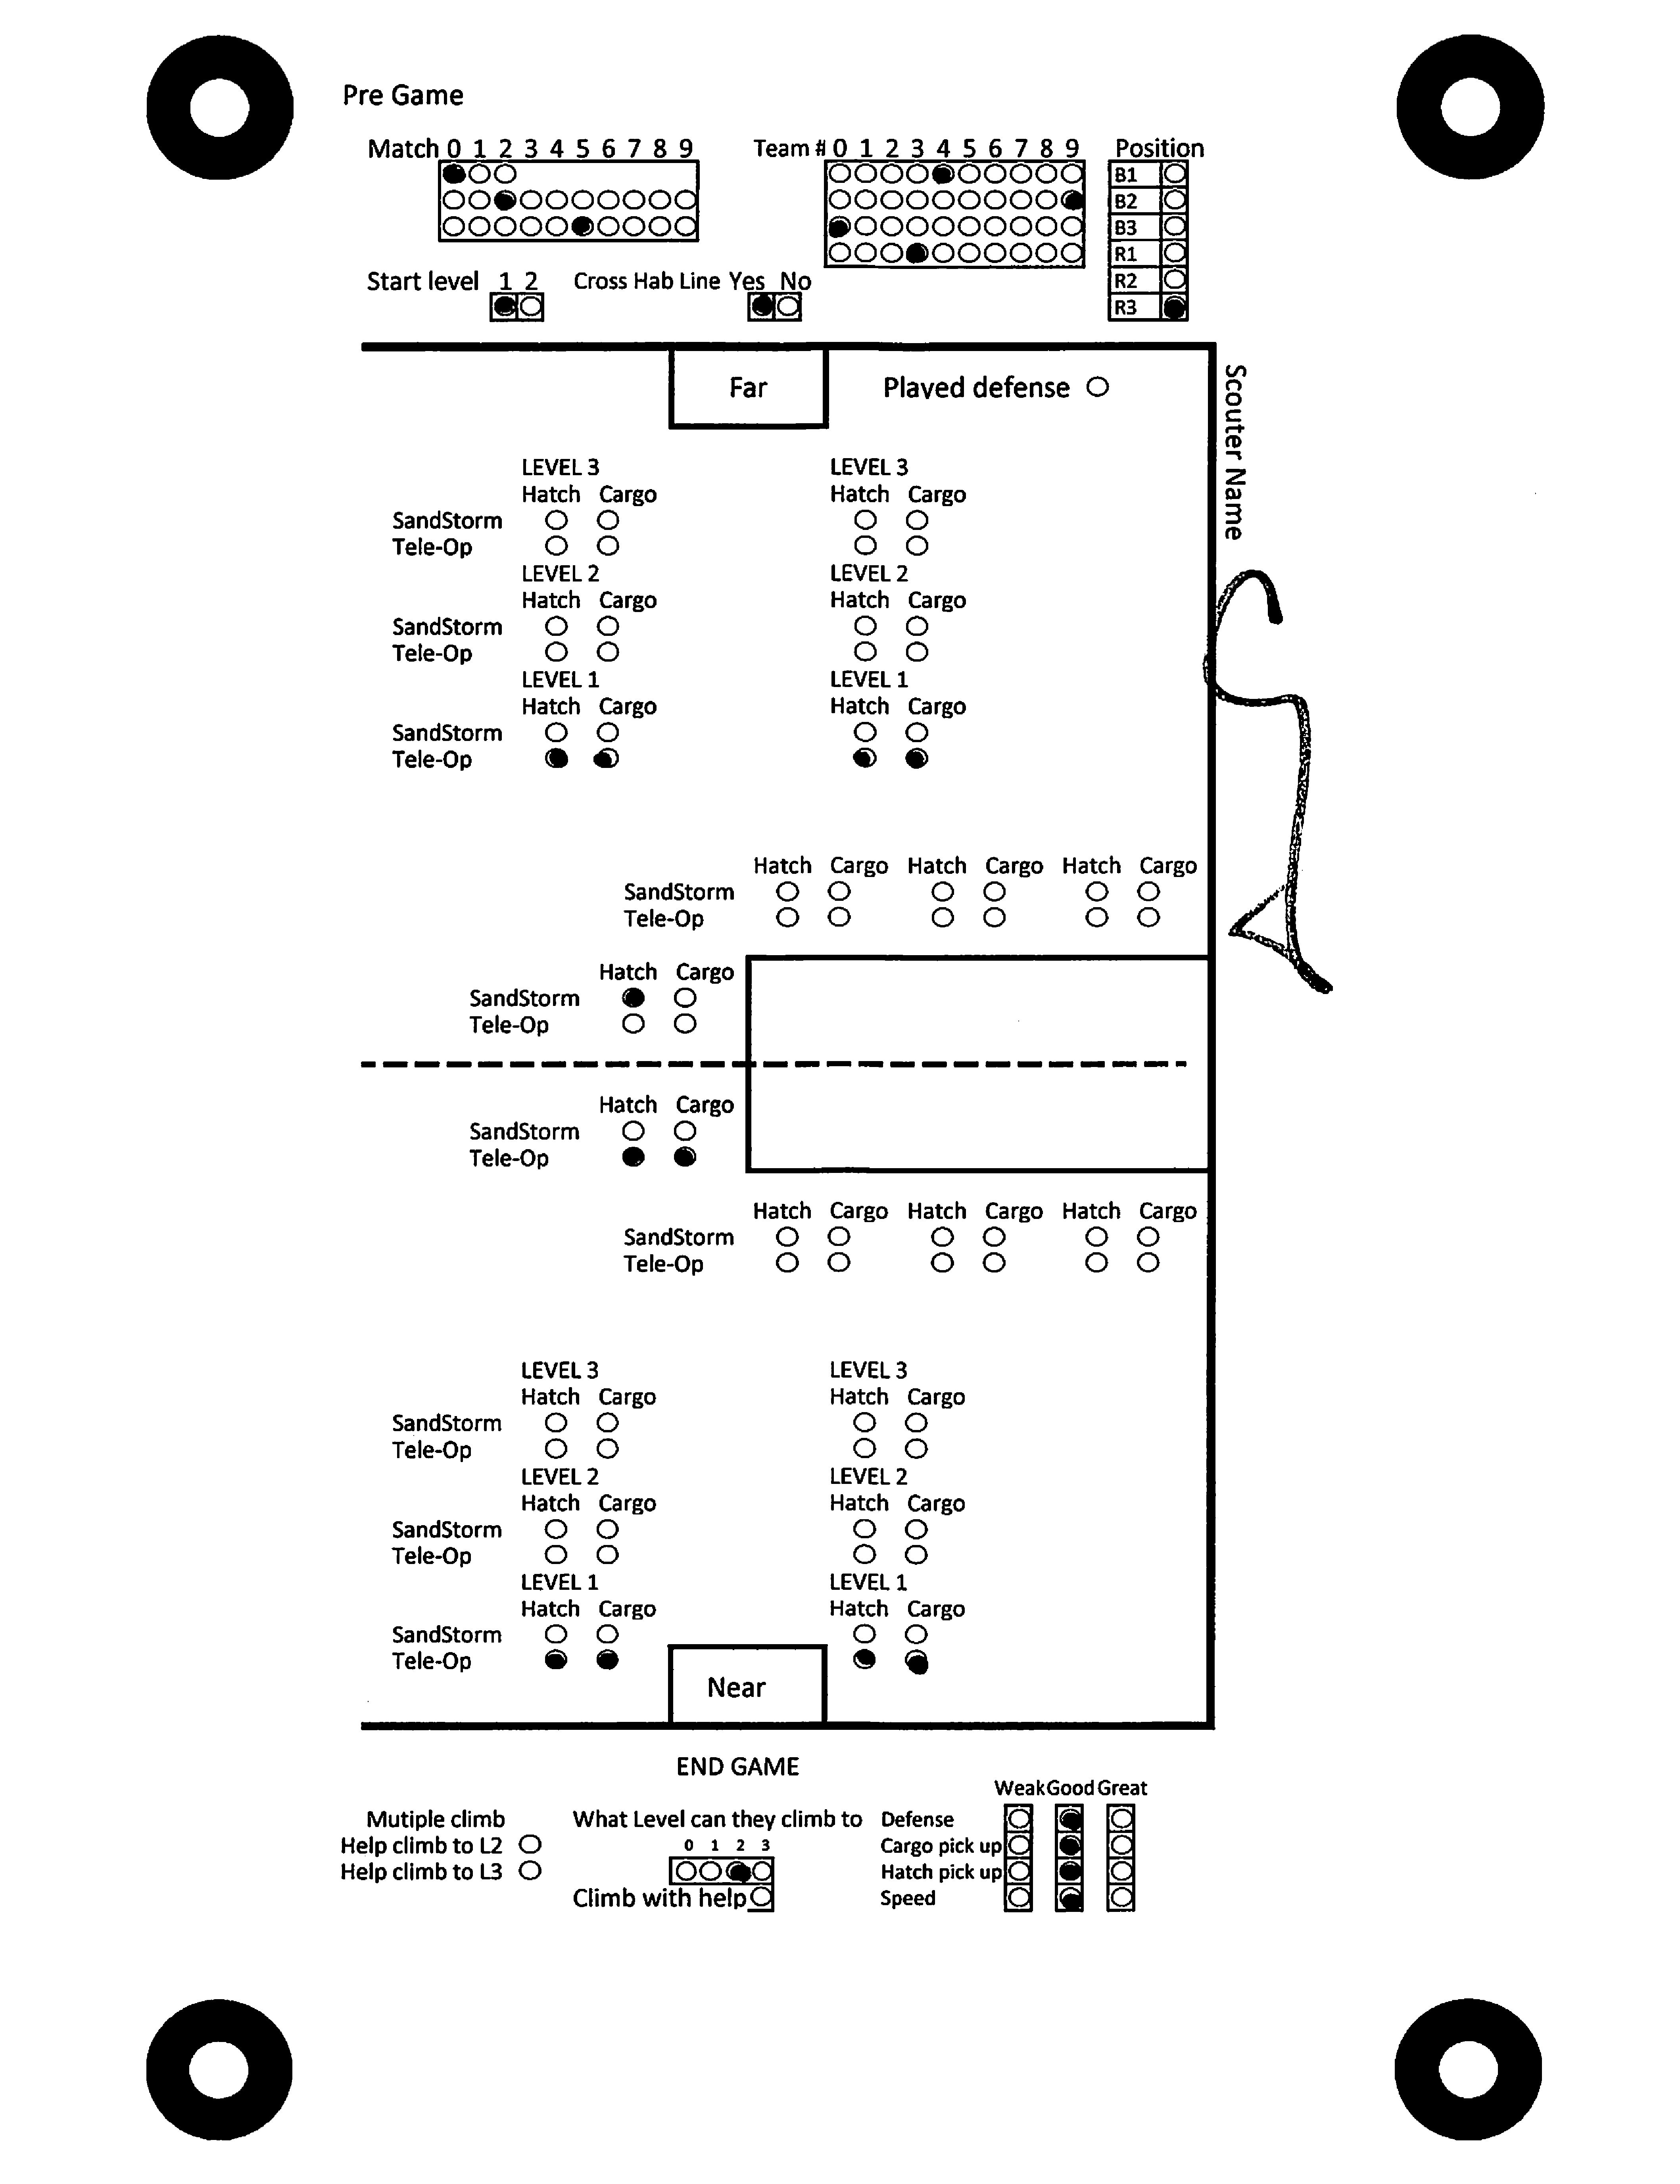 Pre Game
Match 0 1 2 3 4 5 6 7 8 9 Team # 0 1 2 3 4 5 6 7 8 9 Position
B1
B2
B3
R1
R2
R3
Start level 1 2 Cross Hab Line Yes No
Far Played defense
Scouter Name
LEVEL 3 LEVEL 3
Hatch Cargo Hatch Cargo
SandStorm
Tele-Op
LEVEL 2 LEVEL 2
Hatch Cargo Hatch Cargo
SandStorm
Tele-Op
LEVEL 1 LEVEL 1
Hatch Cargo Hatch Cargo
SandStorm
Tele-Op
Hatch Cargo Hatch Cargo Hatch Cargo
SandStorm
Tele-Op
Hatch Cargo
SandStorm
Tele-Op
Hatch Cargo
SandStorm
Tele-Op
Hatch Cargo Hatch Cargo Hatch Cargo
SandStorm
Tele-Op
LEVEL 3 LEVEL 3
Hatch Cargo Hatch Cargo
SandStorm
Tele-Op
LEVEL 2 LEVEL 2
Hatch Cargo Hatch Cargo
SandStorm
Tele-Op
LEVEL 1 LEVEL 1
Hatch Cargo Hatch Cargo
SandStorm
Tele-Op
Near
END GAME
Weak Good Great
Mutiple climb What Level can they climb to Defense
Help climb to L2 0 1 2 3 Cargo pick up
Help climb to L3 Hatch pick up
Climb with help Speed